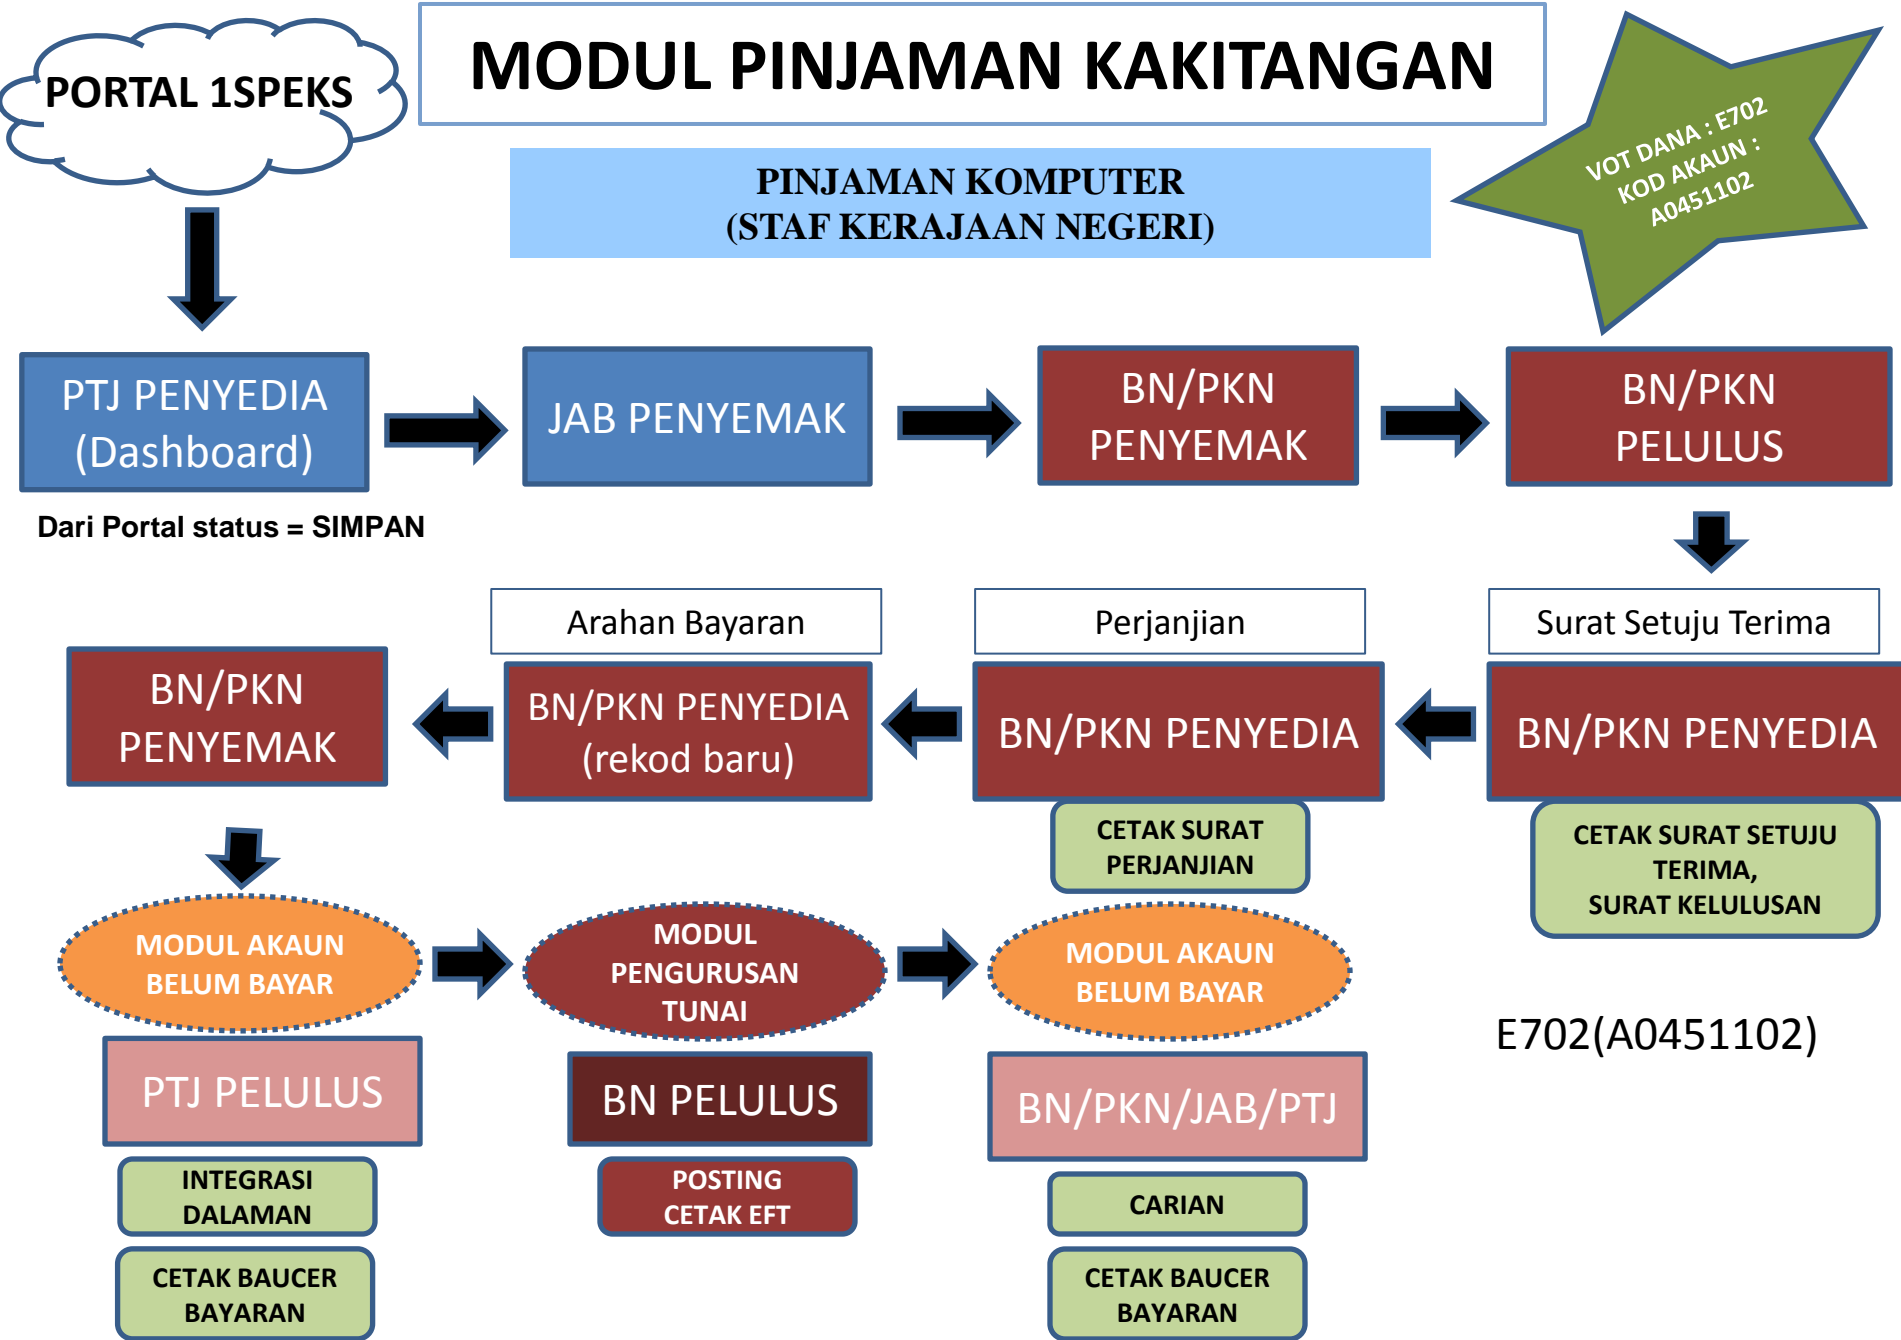 PORTAL 1SPEKS
MODUL PINJAMAN KAKITANGAN
PINJAMAN KOMPUTER
(STAF KERAJAAN NEGERI)
VOT DANA : E702
KOD AKAUN :
A0451102
PTJ PENYEDIA
(Dashboard)
JAB PENYEMAK
BN/PKN
PENYEMAK
BN/PKN
PELULUS
Dari Portal status = SIMPAN
Surat Setuju Terima
BN/PKN PENYEDIA
CETAK SURAT SETUJU
TERIMA,
SURAT KELULUSAN
Perjanjian
BN/PKN PENYEDIA
CETAK SURAT
PERJANJIAN
Arahan Bayaran
BN/PKN PENYEDIA
(rekod baru)
BN/PKN
PENYEMAK
MODUL AKAUN
BELUM BAYAR
PTJ PELULUS
INTEGRASI
DALAMAN
CETAK BAUCER
BAYARAN
MODUL
PENGURUSAN
TUNAI
BN PELULUS
POSTING
CETAK EFT
MODUL AKAUN
BELUM BAYAR
BN/PKN/JAB/PTJ
CARIAN
CETAK BAUCER
BAYARAN
E702(A0451102)